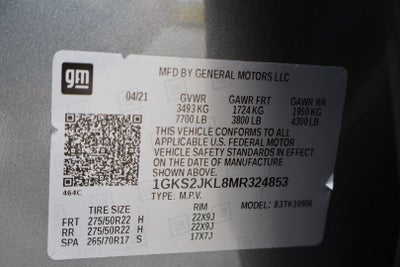 gm
MFD BY GENERAL MOTORS LLC
04/21 GVWR GAWR FRT GAWR RR
3493 KG 1724 KG 1950 KG
7700 LB 3800 LB 4300 LB
THIS VEHICLE CONFORMS TO ALL
APPLICABLE U.S. FEDERAL MOTOR
VEHICLE SAFETY STANDARDS IN EFFECT
ON THE DATE OF MANUFACTURE
SHOWN ABOVE.
464C
1GKS2JKL8MR324853
TYPE: M.P.V. MODEL: 83TK10906
TIRE SIZE RIM
FRT 275/50R22 H 22X9J
RR 275/50R22 H 22X9J
SPA 265/70R17 S 17X7J